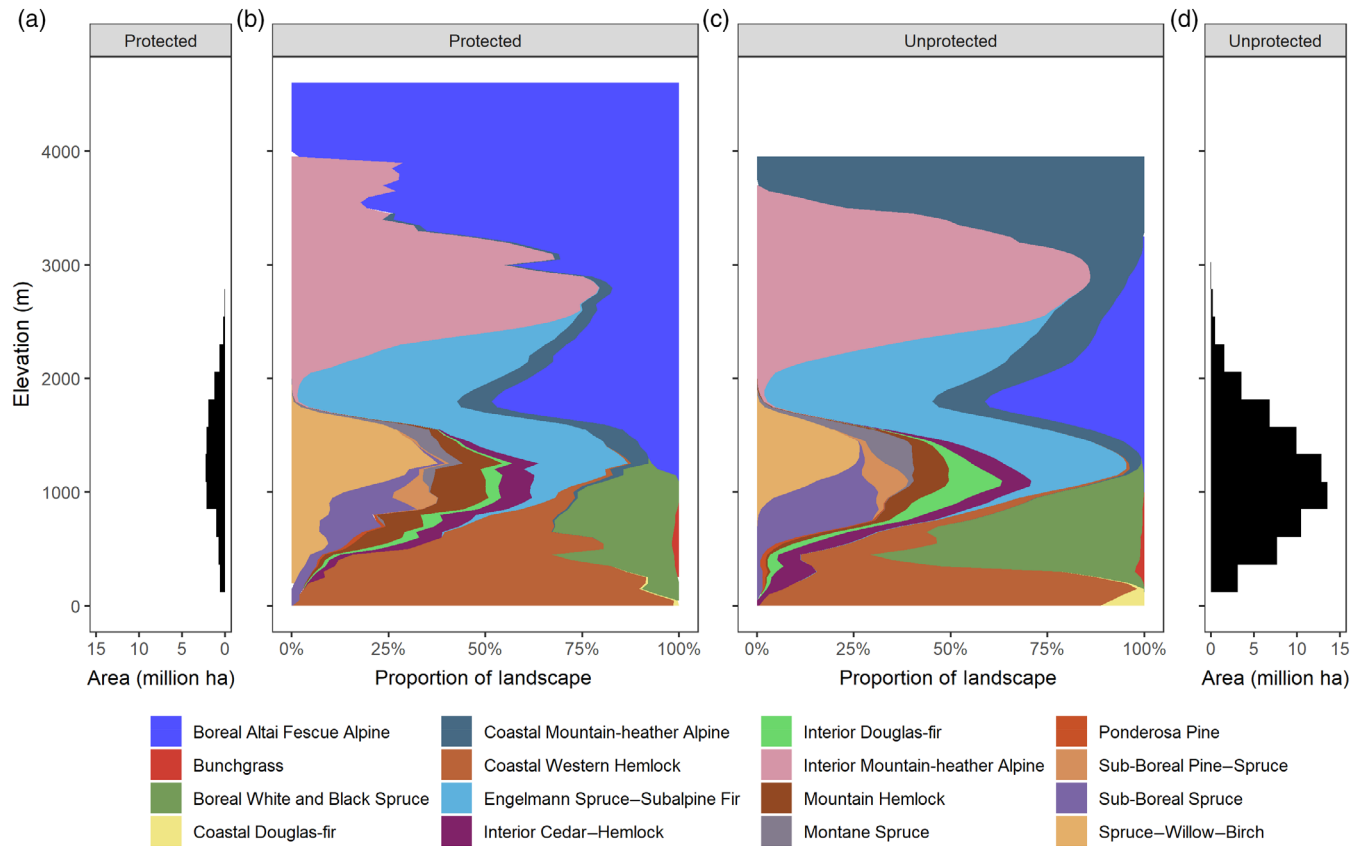 (a)
(b)
(c)
(d)
Protected
Protected
Unprotected
Unprotected
Elevation (m)
4000
3000
2000
1000
0
15 10 5 0
0% 25% 50% 75% 100%
0% 25% 50% 75% 100%
0 5 10 15
Area (million ha)
Proportion of landscape
Proportion of landscape
Area (million ha)
Boreal Altai Fescue Alpine
Bunchgrass
Boreal White and Black Spruce
Coastal Douglas-fir
Coastal Mountain-heather Alpine
Coastal Western Hemlock
Engelmann Spruce–Subalpine Fir
Interior Cedar–Hemlock
Interior Douglas-fir
Interior Mountain-heather Alpine
Mountain Hemlock
Montane Spruce
Ponderosa Pine
Sub-Boreal Pine–Spruce
Sub-Boreal Spruce
Spruce–Willow–Birch